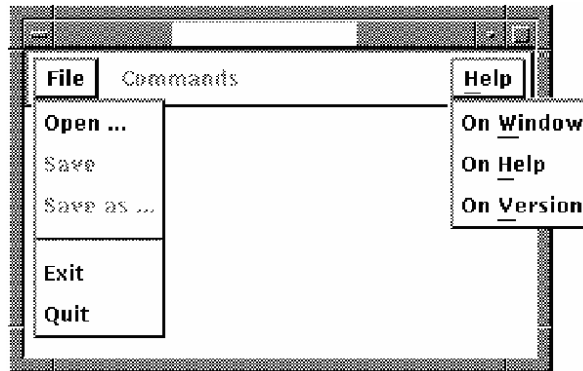 File Commands Help
Open ...
Save
Save as ...
Exit
Quit
On Window
On Help
On Version